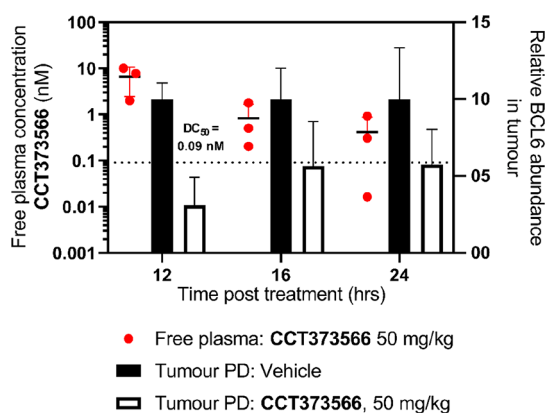 Free plasma concentration
CCT373566 (nM)
100
10
1
0.1
0.01
0.001
DC50 =
0.09 nM
15
10
05
00
Relative BCL6 abundance
in tumour
12 16 24
Time post treatment (hrs)
Free plasma: CCT373566 50 mg/kg
Tumour PD: Vehicle
Tumour PD: CCT373566, 50 mg/kg